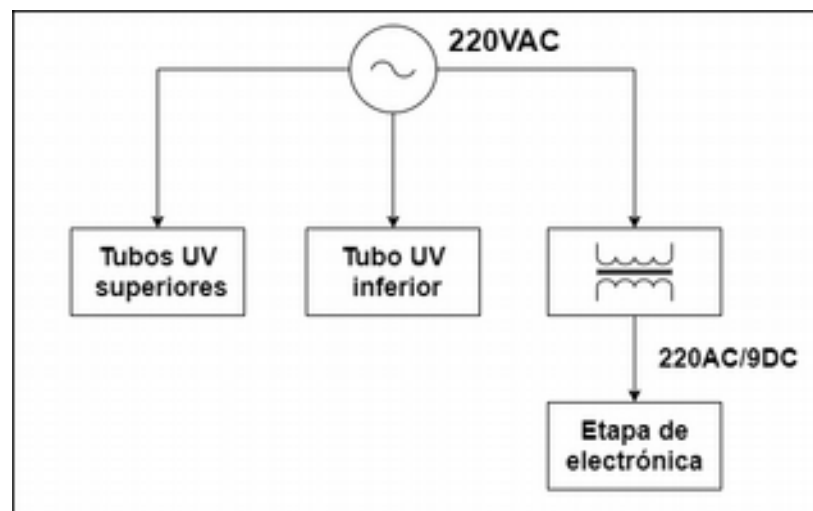 220VAC
Tubos UV
superiores
Tubo UV
inferior
220AC/9DC
Etapa de
electrónica